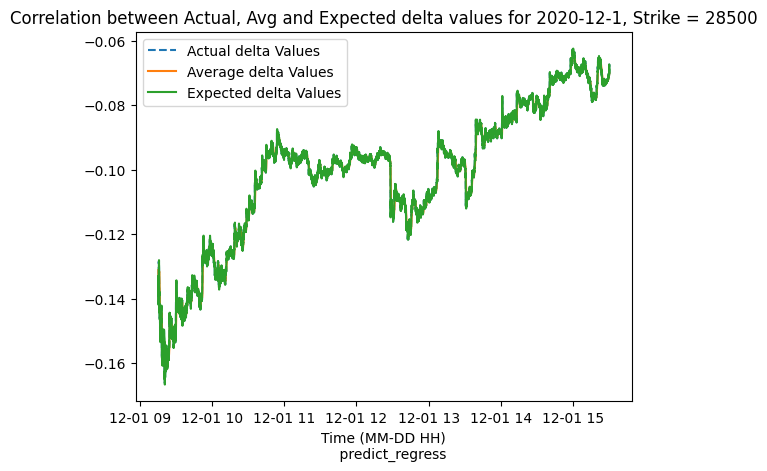 Correlation between Actual, Avg and Expected delta values for 2020-12-1, Strike = 28500
Actual delta Values
Average delta Values
Expected delta Values
−0.06
−0.08
−0.10
−0.12
−0.14
−0.16
12-01 09 12-01 10 12-01 11 12-01 12 12-01 13 12-01 14 12-01 15
Time (MM-DD HH)
predict_regress